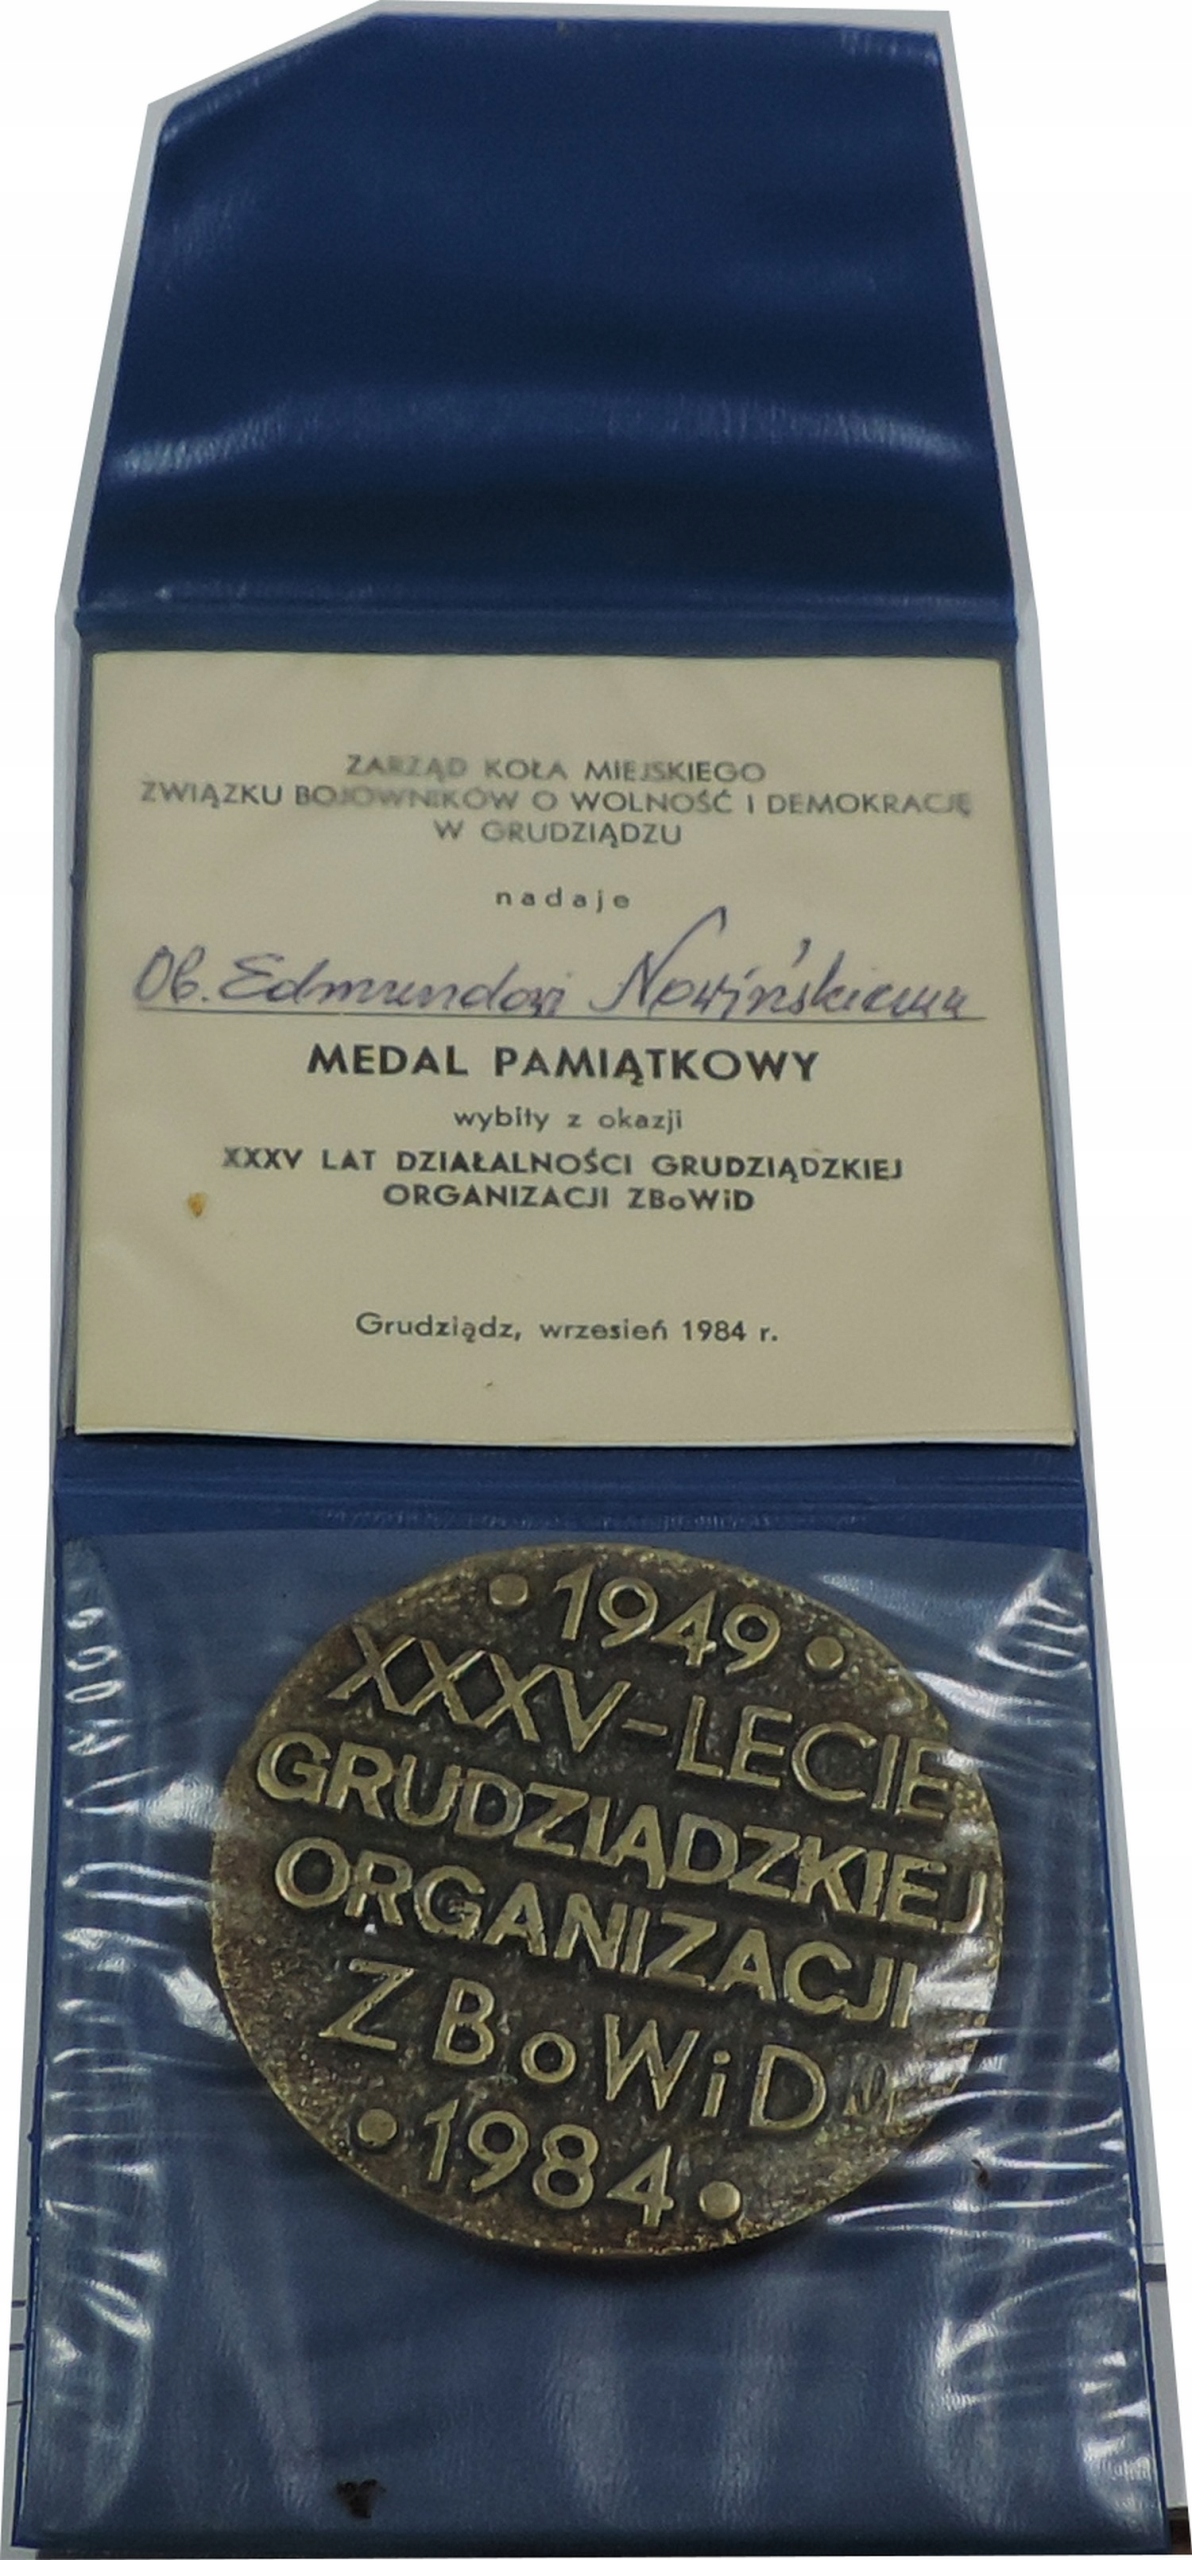 ZARZĄD KOŁA MIEJSKIEGO
ZWIĄZKU BOJOWNIKÓW O WOLNOŚĆ I DEMOKRACJĘ
W GRUDZIĄDZU
nadaje
Ob. Edmundowi Nowińskiemu
MEDAL PAMIĄTKOWY
wybity z okazji
XXXV LAT DZIAŁALNOŚCI GRUDZIĄDZKIEJ
ORGANIZACJI ZBoWiD
Grudziądz, wrzesień 1984 r.
• 1949 •
XXXV-LECIE
GRUDZIĄDZKIEJ
ORGANIZACJI
ZBoWiD
• 1984 •